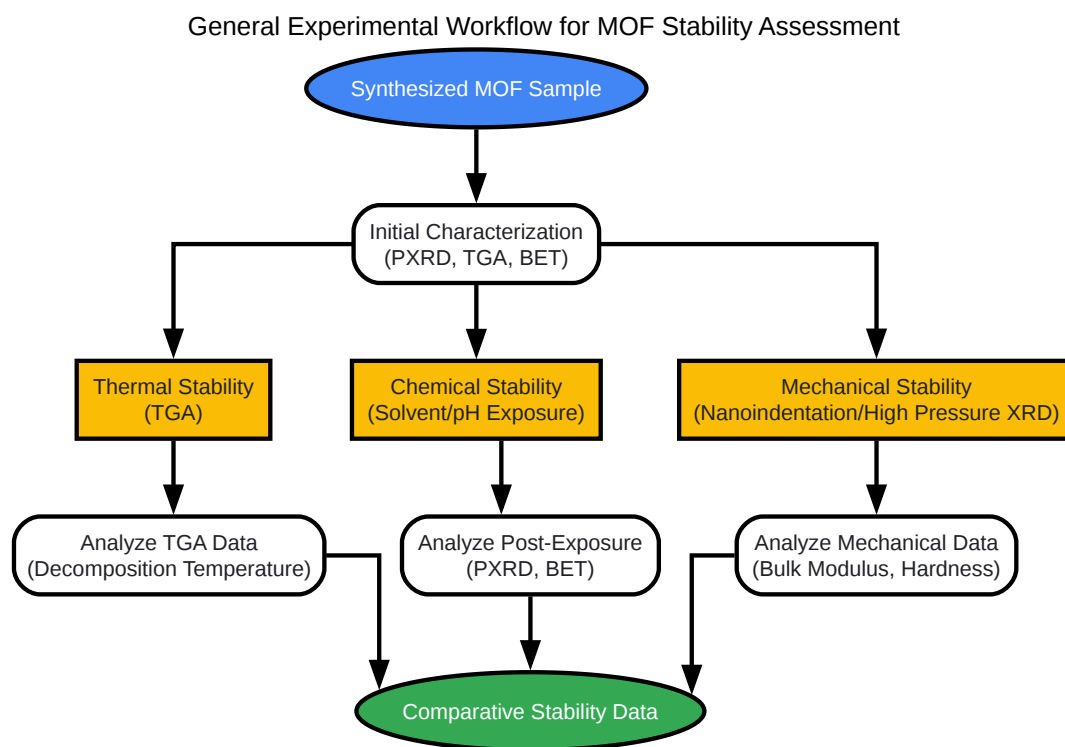 General Experimental Workflow for MOF Stability Assessment
Synthesized MOF Sample
Initial Characterization
(PXRD, TGA, BET)
Thermal Stability
(TGA)
Chemical Stability
(Solvent/pH Exposure)
Mechanical Stability
(Nanoindentation/High Pressure XRD)
Analyze TGA Data
(Decomposition Temperature)
Analyze Post-Exposure
(PXRD, BET)
Analyze Mechanical Data
(Bulk Modulus, Hardness)
Comparative Stability Data